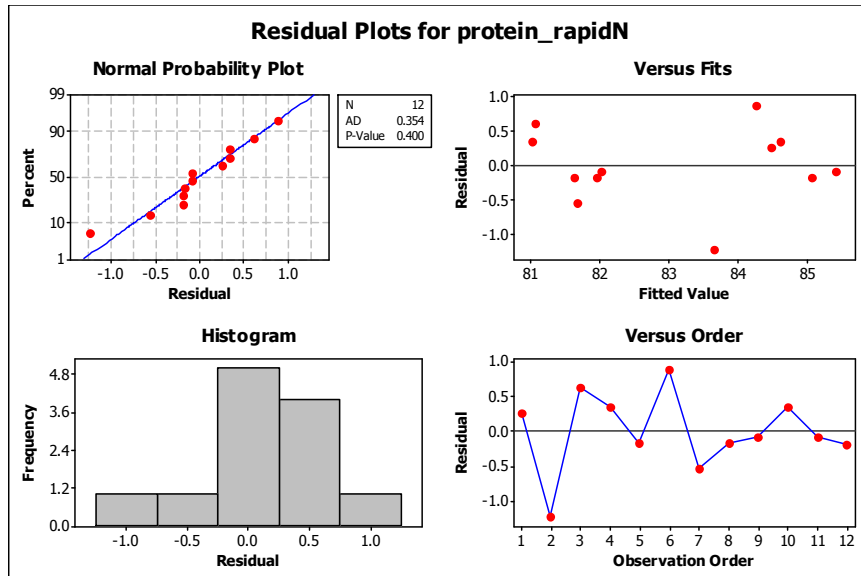 Residual Plots for protein_rapidN
Normal Probability Plot
99
90
50
10
1
Percent
-1.0 -0.5 0.0 0.5 1.0
Residual
N 12
AD 0.354
P-Value 0.400
Versus Fits
1.0
0.5
0.0
-0.5
-1.0
Residual
81 82 83 84 85
Fitted Value
Histogram
4.8
3.6
2.4
1.2
0.0
Frequency
-1.0 -0.5 0.0 0.5 1.0
Residual
Versus Order
1.0
0.5
0.0
-0.5
-1.0
Residual
1 2 3 4 5 6 7 8 9 10 11 12
Observation Order